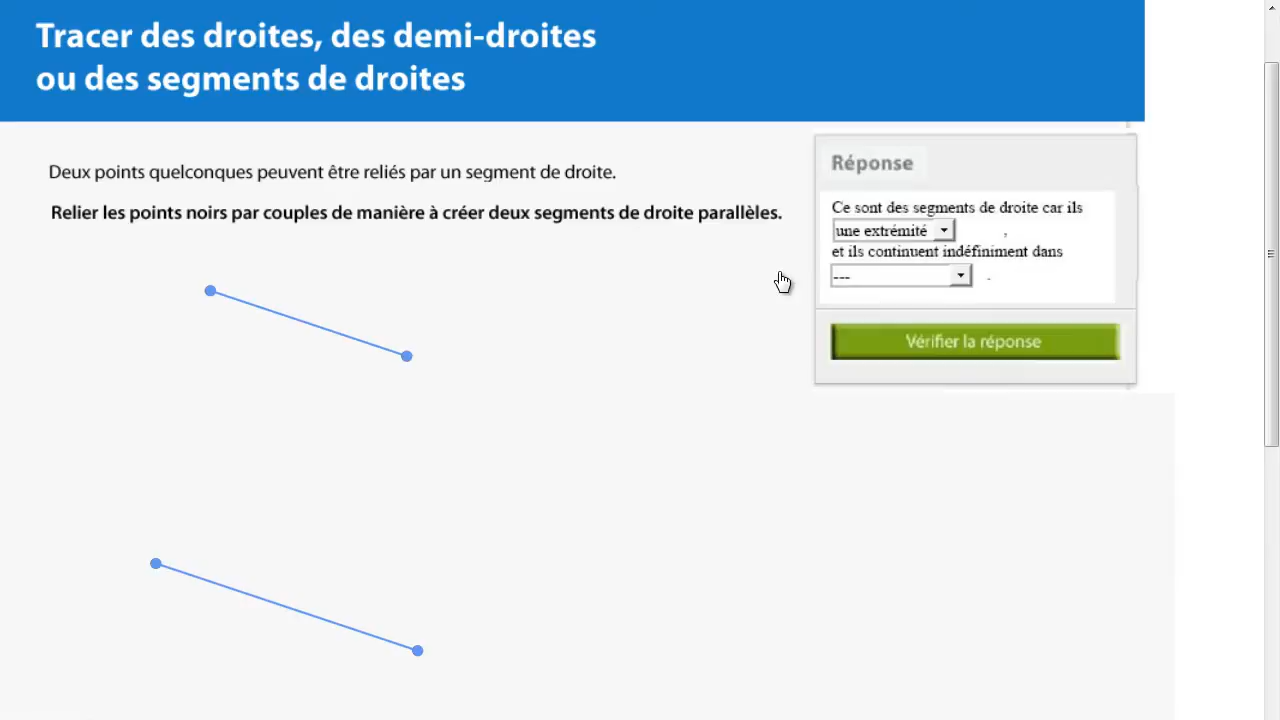 Tracer des droites, des demi-droites
ou des segments de droites
Deux points quelconques peuvent être reliés par un segment de droite.
Relier les points noirs par couples de manière à créer deux segments de droite parallèles.
Réponse
Ce sont des segments de droite car ils
une extrémité ,
et ils continuent indéfiniment dans
--- .
Vérifier la réponse